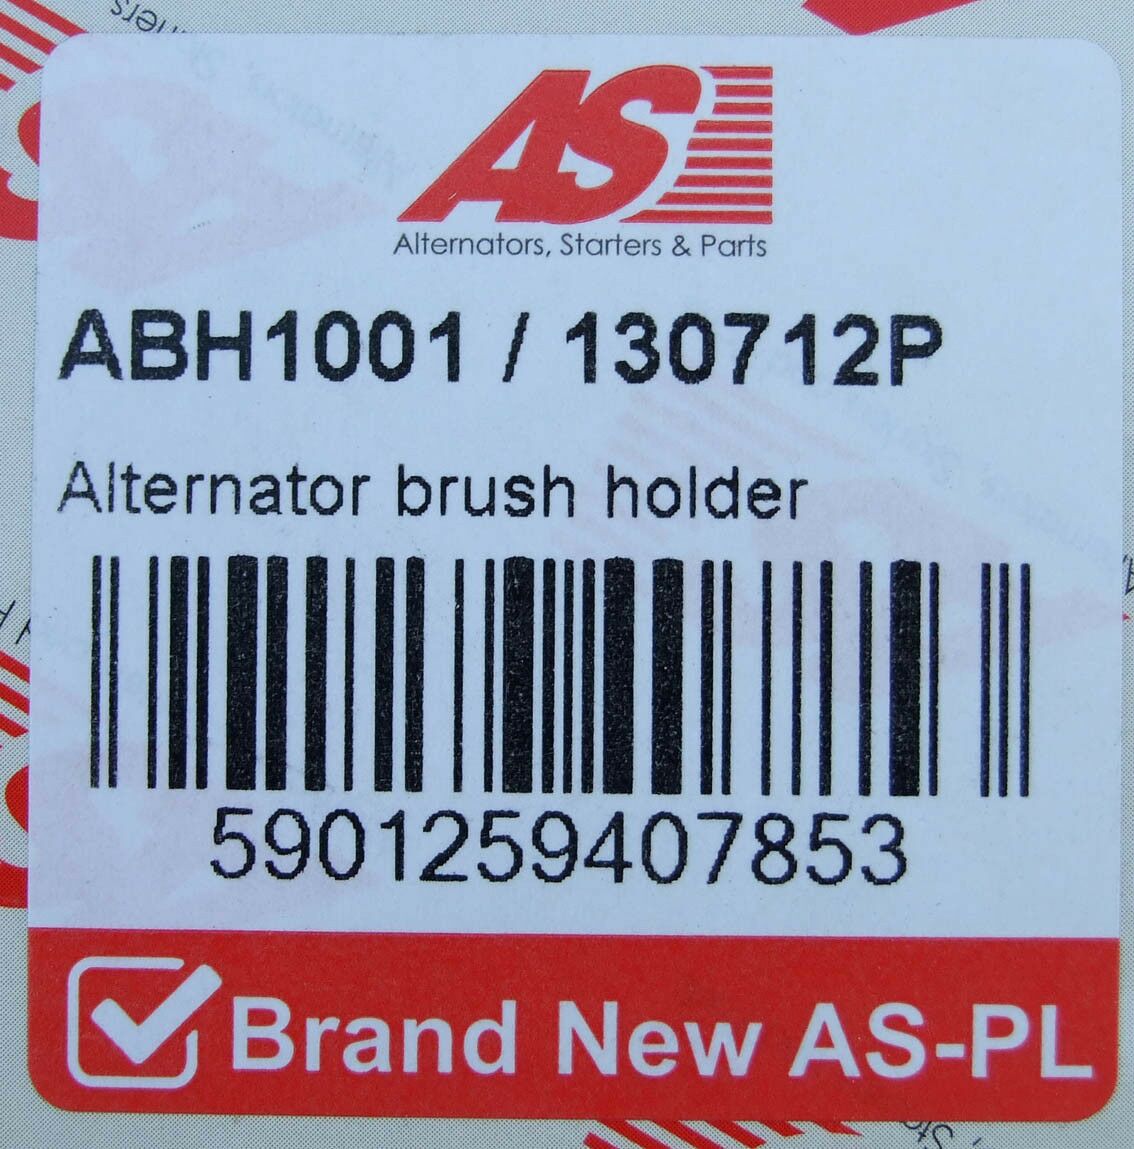 AS
Alternators, Starters & Parts
ABH1001 / 130712P
Alternator brush holder
5901259407853
Brand New AS-PL